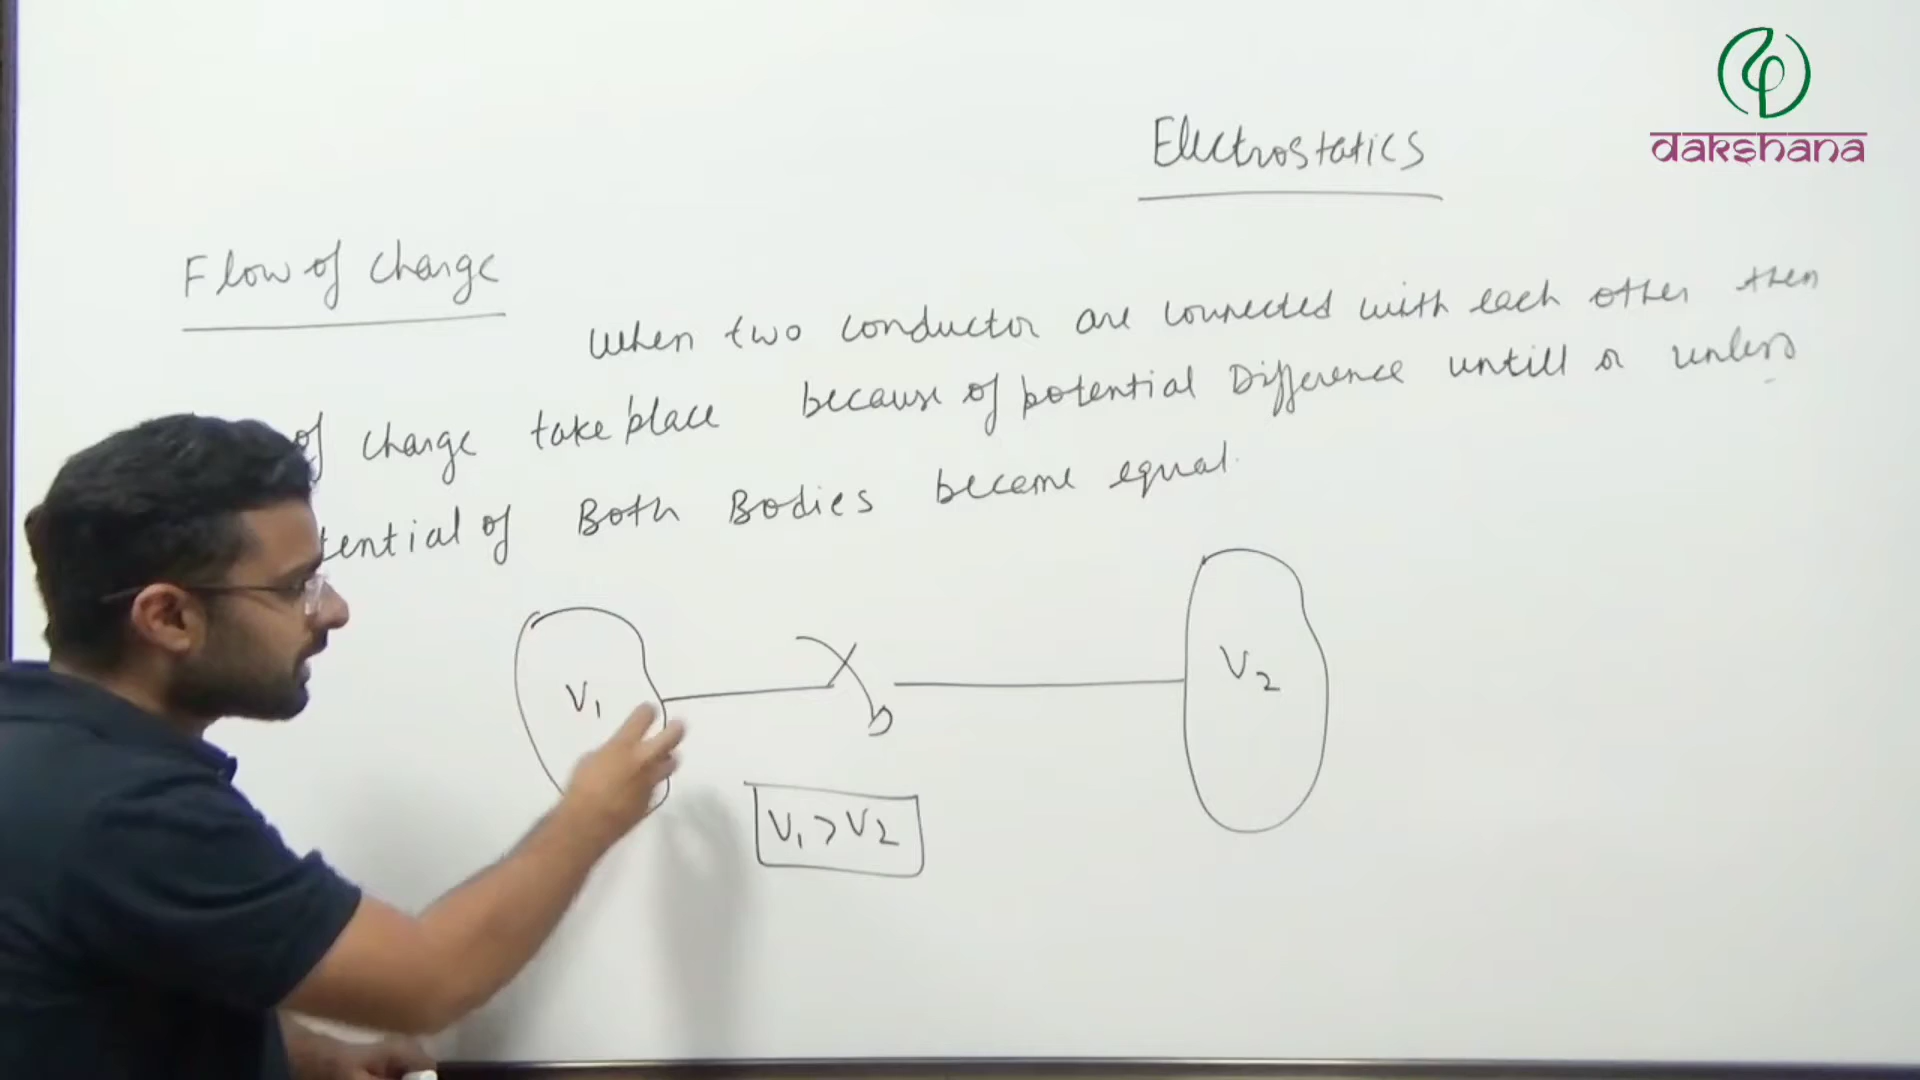 dakshana
Electrostatics
Flow of charge
When two conductor are connected with each other then
of charge take place because of potential Difference untill or unless
tential of Both Bodies become equal.
V1
V2
V1 > V2